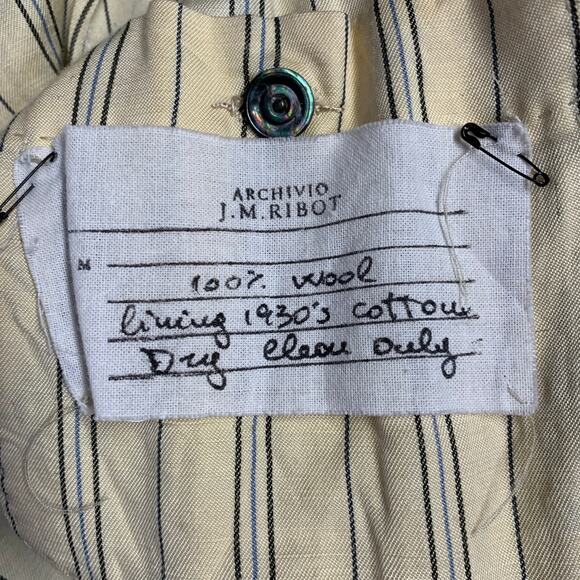 ARCHIVIO
J.M.RIBOT
M
100% wool
lining 1930's cotton
Dry Clean only